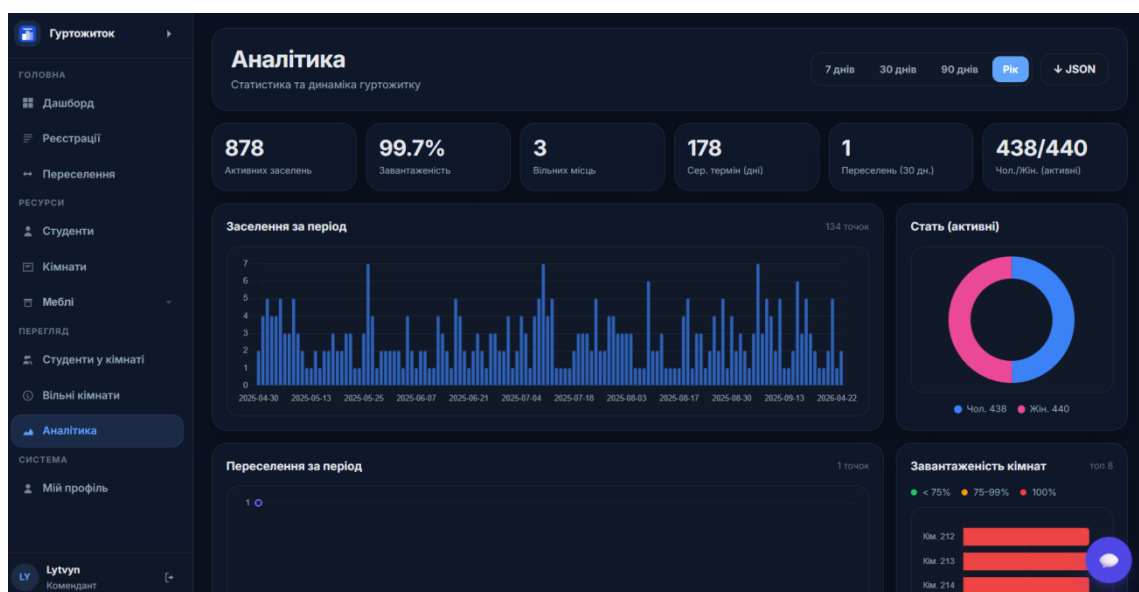 Гуртожиток
ГОЛОВНА
Дашборд
Реєстрації
Переселення
РЕСУРСИ
Студенти
Кімнати
Меблі
ПЕРЕГЛЯД
Студенти у кімнаті
Вільні кімнати
Аналітика
СИСТЕМА
Мій профіль
LY
Lytvyn
Комендант
Аналітика
Статистика та динаміка гуртожитку
7 днів 30 днів 90 днів Рік
↓ JSON
878
Активних заселень
99.7%
Завантаженість
3
Вільних місць
178
Сер. термін (дні)
1
Переселень (30 дн.)
438/440
Чол./Жін. (активні)
Заселення за період 134 точок
7
6
5
4
3
2
1
0
2025-04-30 2025-05-13 2025-05-25 2025-06-07 2025-06-21 2025-07-04 2025-07-18 2025-08-03 2025-08-17 2025-08-30 2025-09-13 2026-04-22
Стать (активні)
Чол. 438 Жін. 440
Переселення за період 1 точок
1
Завантаженість кімнат топ 8
< 75% 75–99% 100%
Кім. 212
Кім. 213
Кім. 214